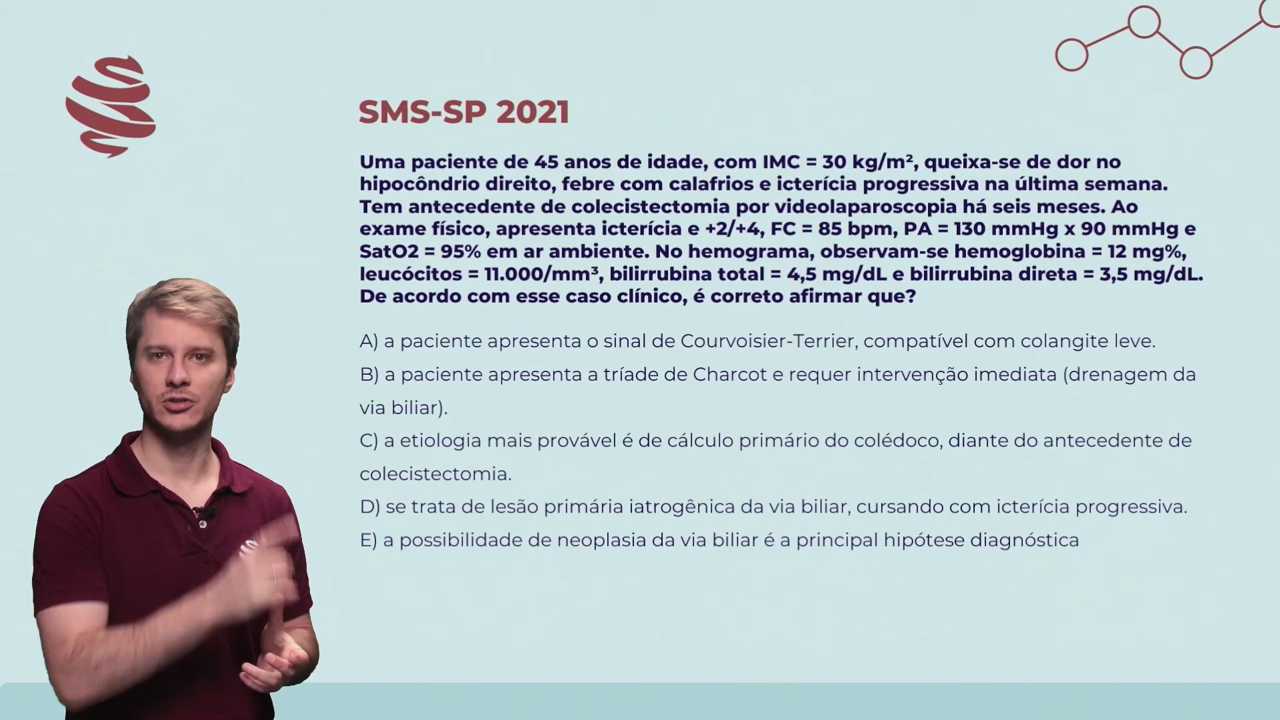 SMS-SP 2021
Uma paciente de 45 anos de idade, com IMC = 30 kg/m², queixa-se de dor no
hipocôndrio direito, febre com calafrios e icterícia progressiva na última semana.
Tem antecedente de colecistectomia por videolaparoscopia há seis meses. Ao
exame físico, apresenta icterícia e +2/+4, FC = 85 bpm, PA = 130 mmHg x 90 mmHg e
SatO2 = 95% em ar ambiente. No hemograma, observam-se hemoglobina = 12 mg%,
leucócitos = 11.000/mm³, bilirrubina total = 4,5 mg/dL e bilirrubina direta = 3,5 mg/dL.
De acordo com esse caso clínico, é correto afirmar que?
A) a paciente apresenta o sinal de Courvoisier-Terrier, compatível com colangite leve.
B) a paciente apresenta a tríade de Charcot e requer intervenção imediata (drenagem da
via biliar).
C) a etiologia mais provável é de cálculo primário do colédoco, diante do antecedente de
colecistectomia.
D) se trata de lesão primária iatrogênica da via biliar, cursando com icterícia progressiva.
E) a possibilidade de neoplasia da via biliar é a principal hipótese diagnóstica